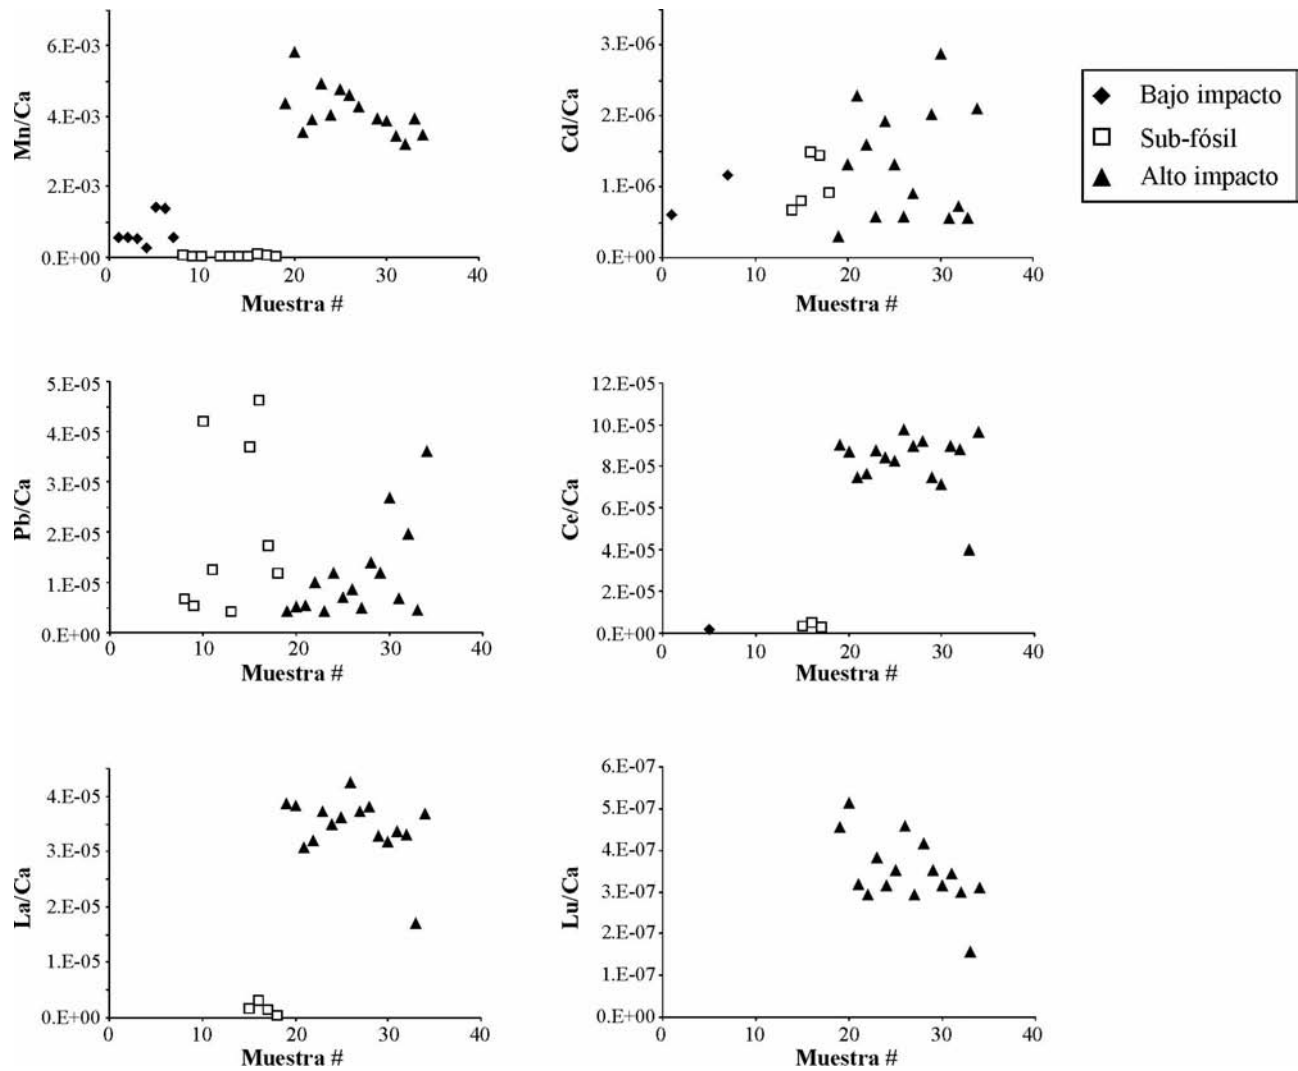 Mn/Ca
6.E-03
4.E-03
2.E-03
0.E+00
0 10 20 30 40
Muestra #
Cd/Ca
3.E-06
2.E-06
1.E-06
0.E+00
0 10 20 30 40
Muestra #
Bajo impacto
Sub-fósil
Alto impacto
Pb/Ca
5.E-05
4.E-05
3.E-05
2.E-05
1.E-05
0.E+00
0 10 20 30 40
Muestra #
Ce/Ca
12.E-05
10.E-05
8.E-05
6.E-05
4.E-05
2.E-05
0.E+00
0 10 20 30 40
Muestra #
La/Ca
4.E-05
3.E-05
2.E-05
1.E-05
0.E+00
0 10 20 30 40
Muestra #
Lu/Ca
6.E-07
5.E-07
4.E-07
3.E-07
2.E-07
1.E-07
0.E+00
0 10 20 30 40
Muestra #